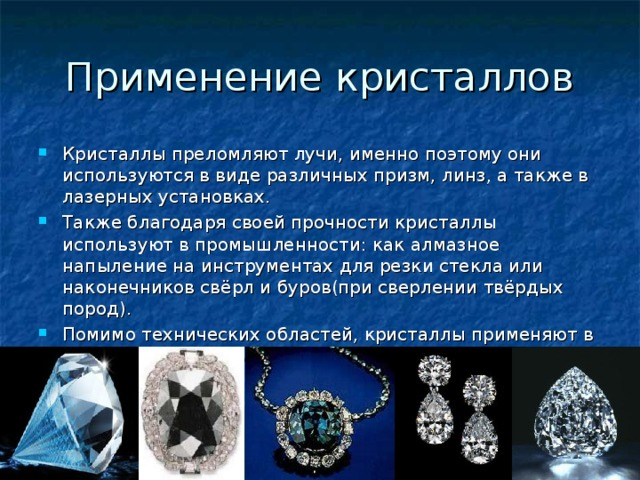 Применение кристаллов
Кристаллы преломляют лучи, именно поэтому они
используются в виде различных призм, линз, а также в
лазерных установках.
Также благодаря своей прочности кристаллы
используют в промышленности: как алмазное
напыление на инструментах для резки стекла или
наконечников свёрл и буров(при сверлении твёрдых
пород).
Помимо технических областей, кристаллы применяют в